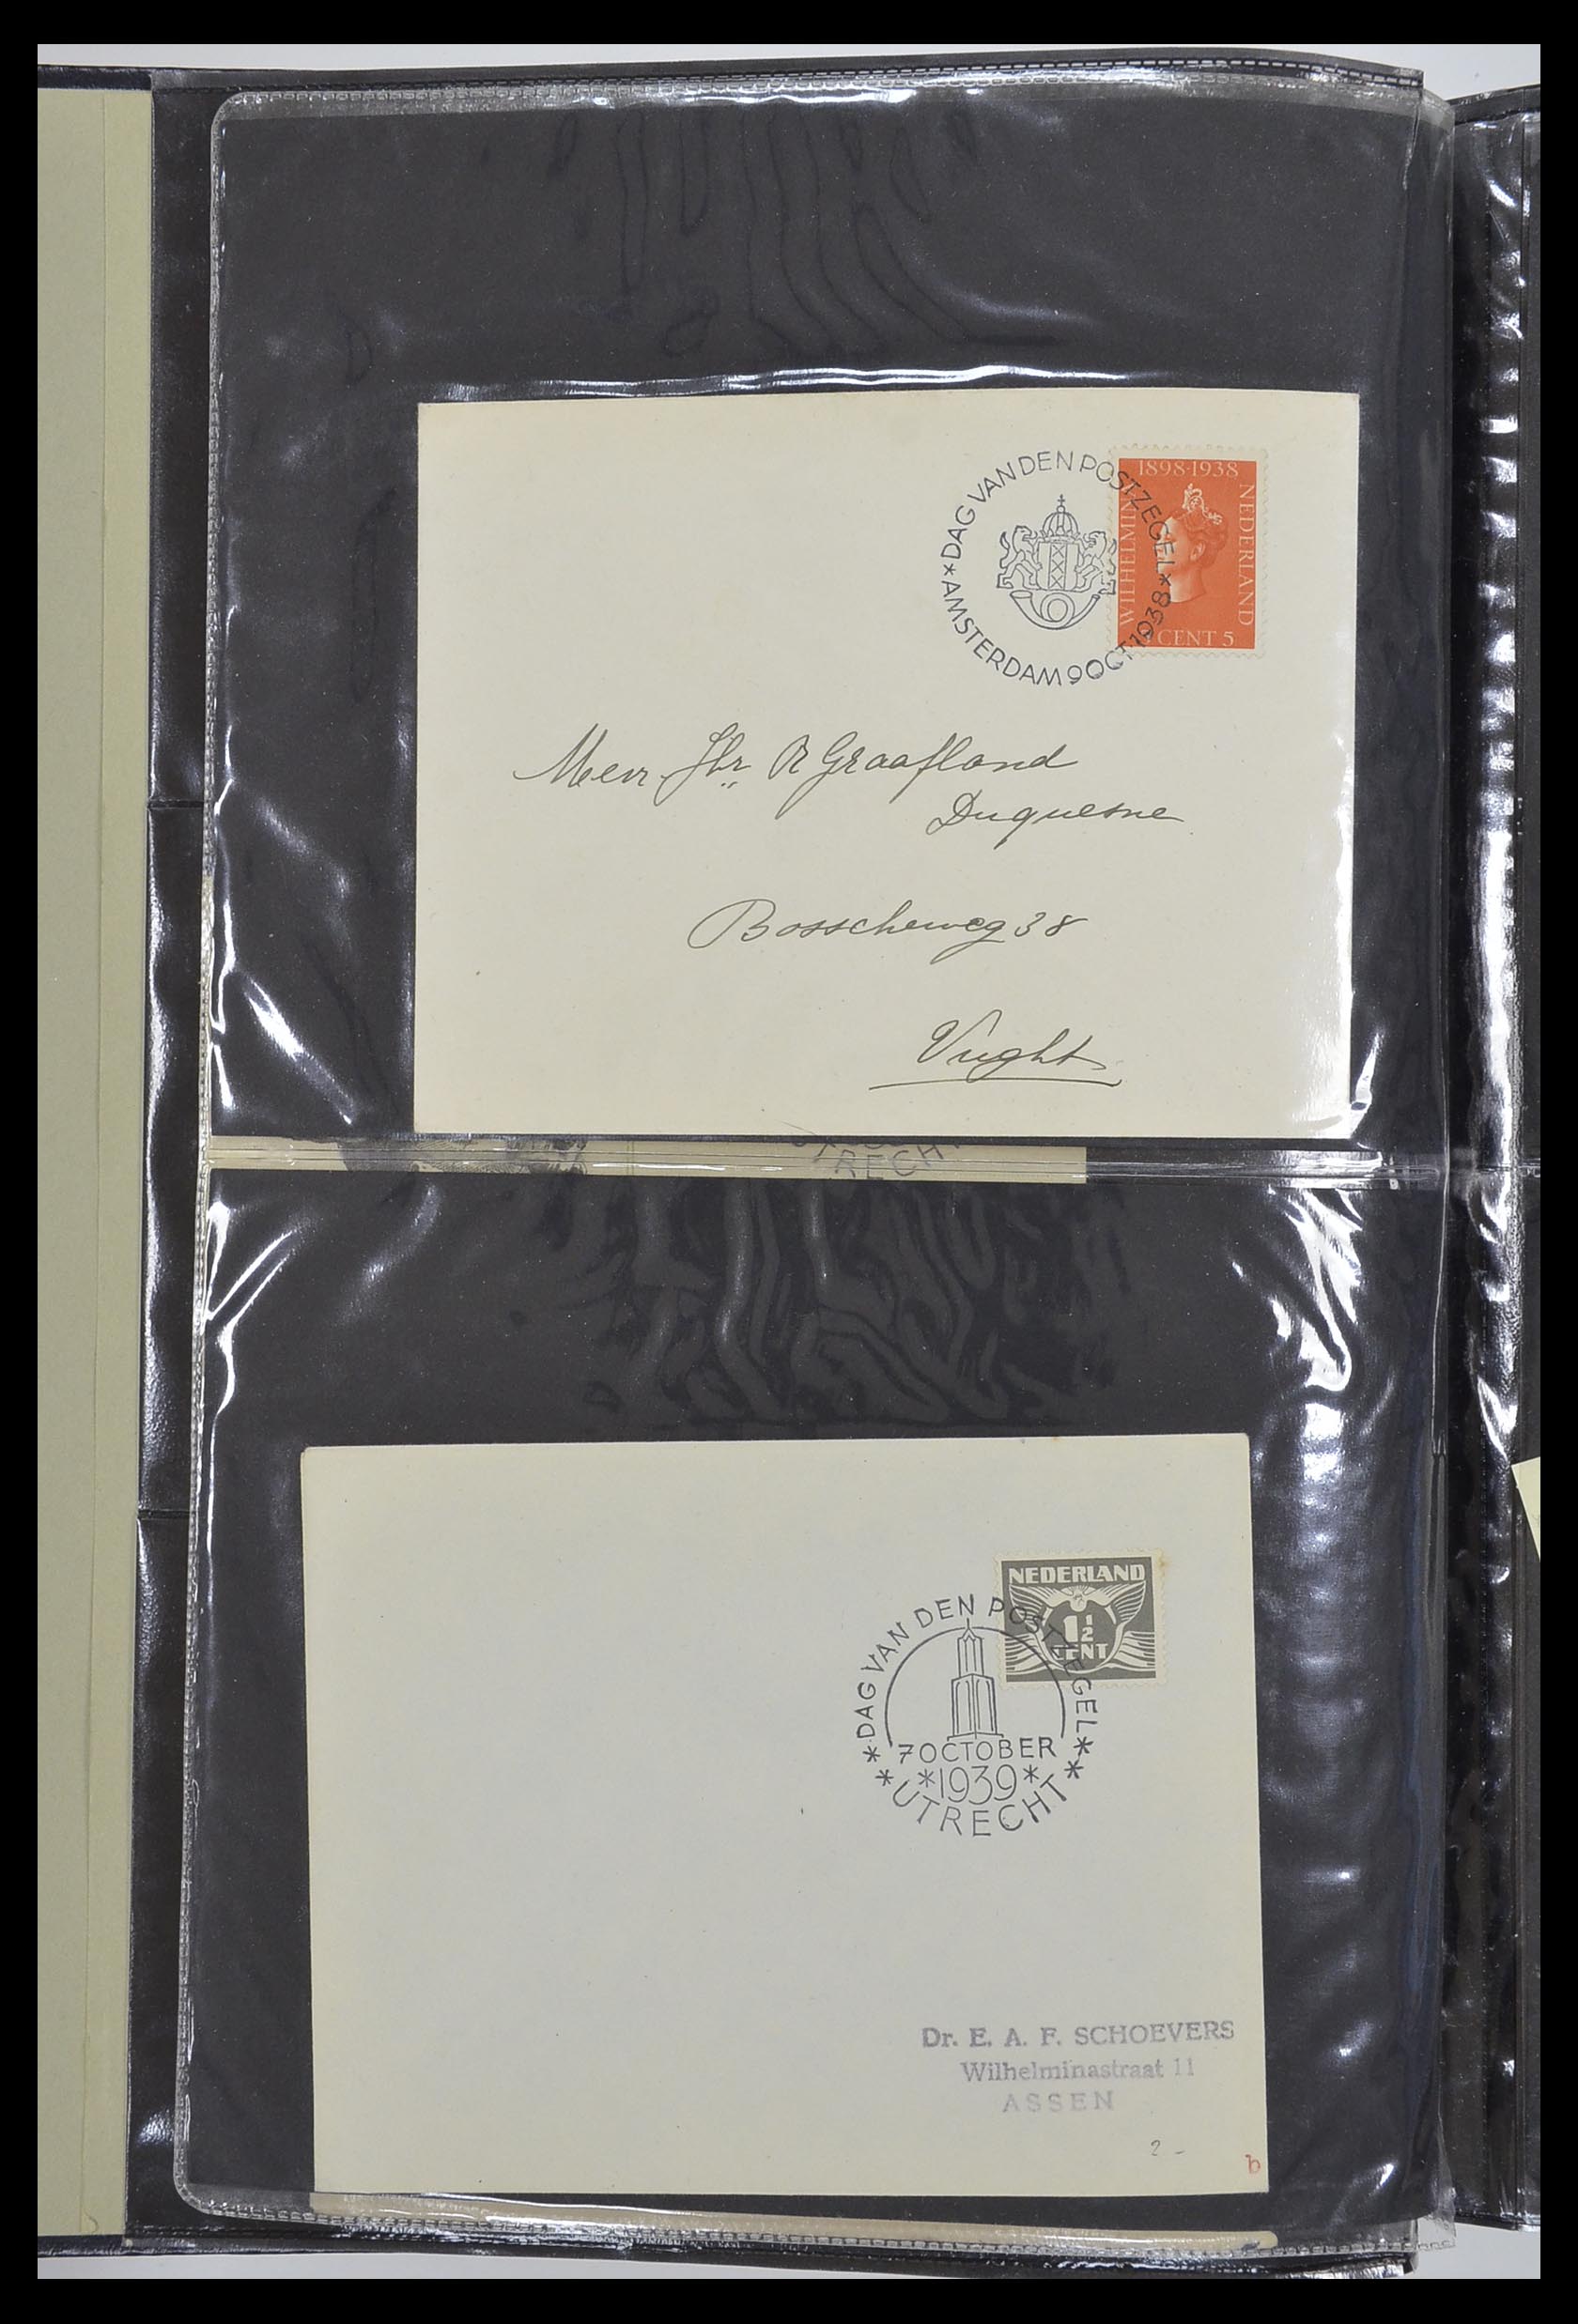 DAG VAN DEN POSTZEGEL
* AMSTERDAM 9 OCT 1938 *
1898·1938
WILHELMINA
NEDERLAND
CENT 5
Jhr R Graafland
Duquesne
Bosscheweg 38
Vught
UTRECHT
NEDERLAND
1½
CENT
* DAG VAN DEN POSTZEGEL *
7 OCTOBER
*1939*
* UTRECHT *
Dr. E. A. F. SCHOEVERS
Wilhelminastraat 11
ASSEN
2 -
b